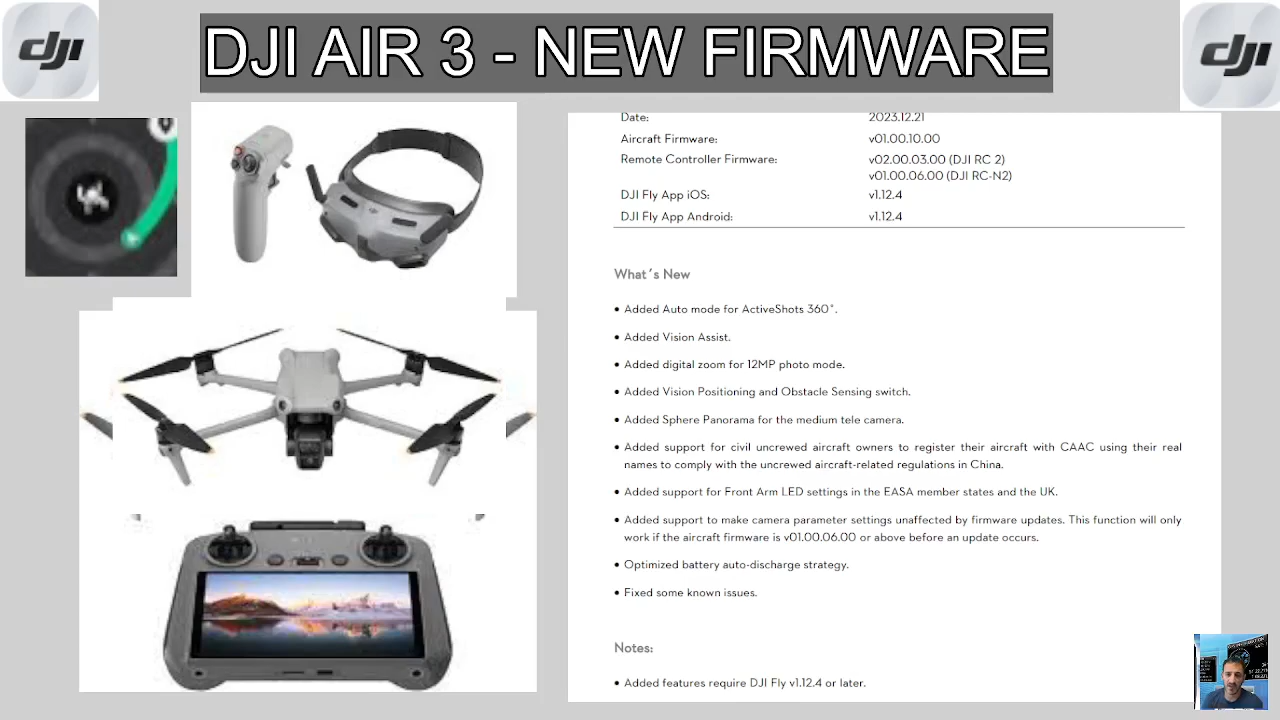 dji
DJI AIR 3 - NEW FIRMWARE
dji
Date: 2023.12.21
Aircraft Firmware: v01.00.10.00
Remote Controller Firmware: v02.00.03.00 (DJI RC 2)
v01.00.06.00 (DJI RC-N2)
DJI Fly App iOS: v1.12.4
DJI Fly App Android: v1.12.4
What´s New
• Added Auto mode for ActiveShots 360°.
• Added Vision Assist.
• Added digital zoom for 12MP photo mode.
• Added Vision Positioning and Obstacle Sensing switch.
• Added Sphere Panorama for the medium tele camera.
• Added support for civil uncrewed aircraft owners to register their aircraft with CAAC using their real
names to comply with the uncrewed aircraft-related regulations in China.
• Added support for Front Arm LED settings in the EASA member states and the UK.
• Added support to make camera parameter settings unaffected by firmware updates. This function will only
work if the aircraft firmware is v01.00.06.00 or above before an update occurs.
• Optimized battery auto-discharge strategy.
• Fixed some known issues.
Notes:
• Added features require DJI Fly v1.12.4 or later.